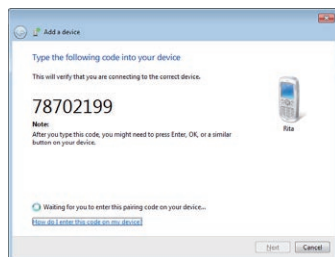 Add a device
Type the following code into your device
This will verify that you are connecting to the correct device.
78702199
Note:
After you type this code, you might need to press Enter, OK, or a similar
button on your device.
Rita
Waiting for you to enter this pairing code on your device...
How do I enter this code on my device?
Next
Cancel